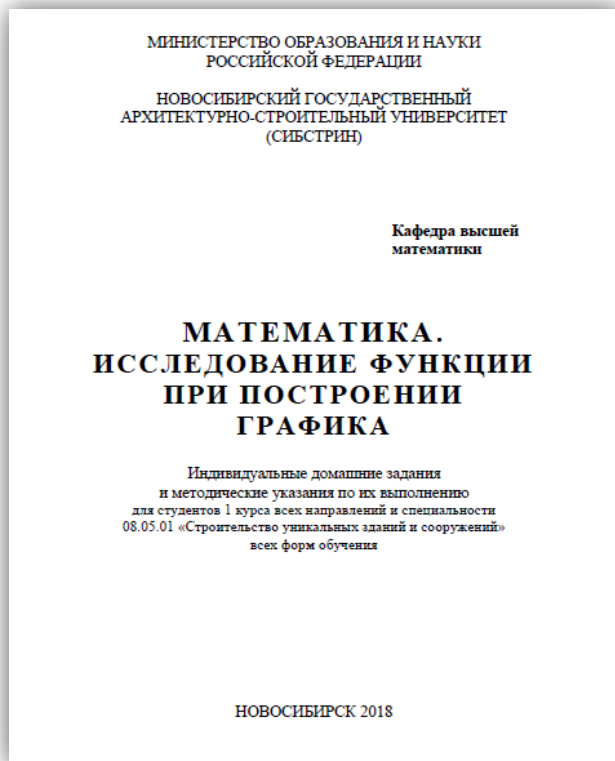 МИНИСТЕРСТВО ОБРАЗОВАНИЯ И НАУКИ
РОССИЙСКОЙ ФЕДЕРАЦИИ
НОВОСИБИРСКИЙ ГОСУДАРСТВЕННЫЙ
АРХИТЕКТУРНО-СТРОИТЕЛЬНЫЙ УНИВЕРСИТЕТ
(СИБСТРИН)
Кафедра высшей
математики
МАТЕМАТИКА.
ИССЛЕДОВАНИЕ ФУНКЦИИ
ПРИ ПОСТРОЕНИИ
ГРАФИКА
Индивидуальные домашние задания
и методические указания по их выполнению
для студентов 1 курса всех направлений и специальности
08.05.01 «Строительство уникальных зданий и сооружений»
всех форм обучения
НОВОСИБИРСК 2018